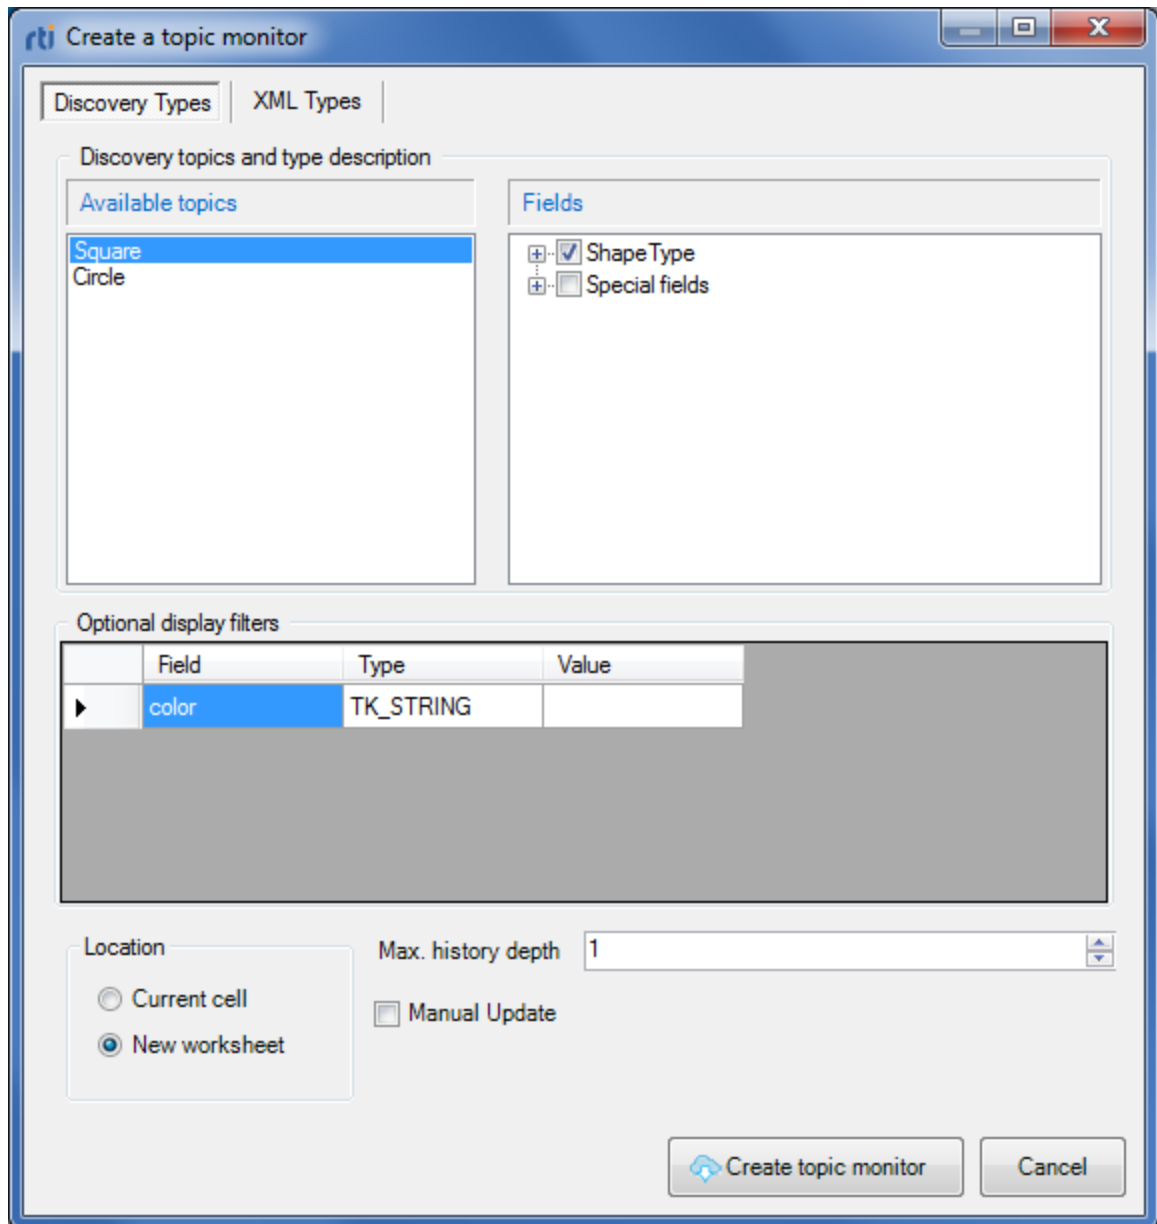 rti Create a topic monitor
Discovery Types XML Types
Discovery topics and type description
Available topics Fields
Square ShapeType
Circle Special fields
Optional display filters
Field Type Value
color TK_STRING
Location Max. history depth 1
Current cell Manual Update
New worksheet
Create topic monitor Cancel